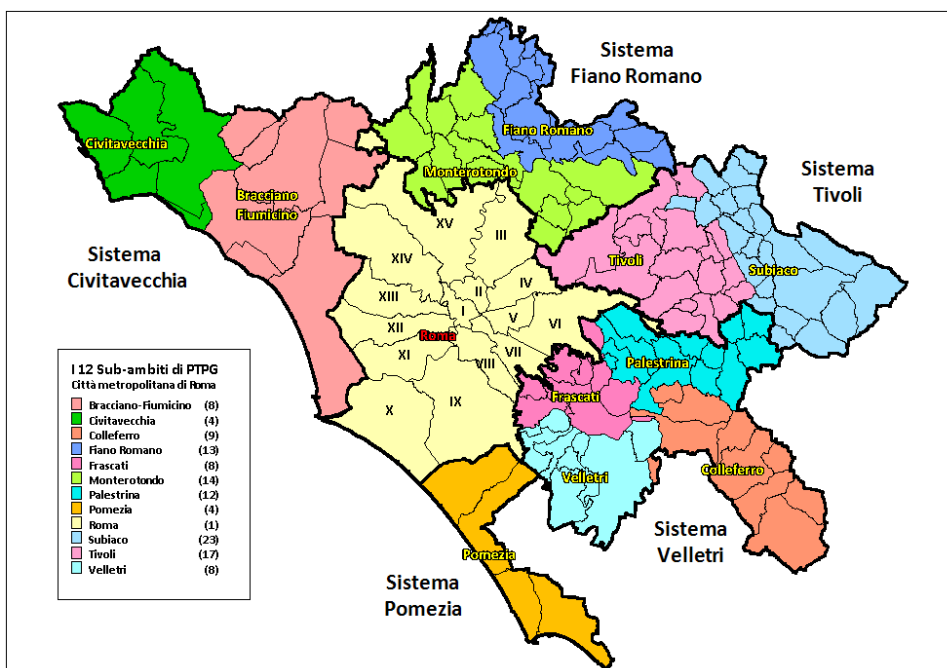 Sistema
Fiano Romano
Civitavecchia
Fiano Romano
Monterotondo
Sistema
Tivoli
Bracciano
Fiumicino
XV
III
Sistema
Civitavecchia
XIV
Tivoli
Subiaco
II
IV
XIII
I
V
VI
XII
Roma
XI
VIII
VII
Palestrina
Frascati
X
IX
Velletri
Colleferro
Sistema
Velletri
Pomezia
Sistema
Pomezia
I 12 Sub-ambiti di PTPG
Città metropolitana di Roma
Bracciano-Fiumicino (8)
Civitavecchia (4)
Colleferro (9)
Fiano Romano (13)
Frascati (8)
Monterotondo (14)
Palestrina (12)
Pomezia (4)
Roma (1)
Subiaco (23)
Tivoli (17)
Velletri (8)